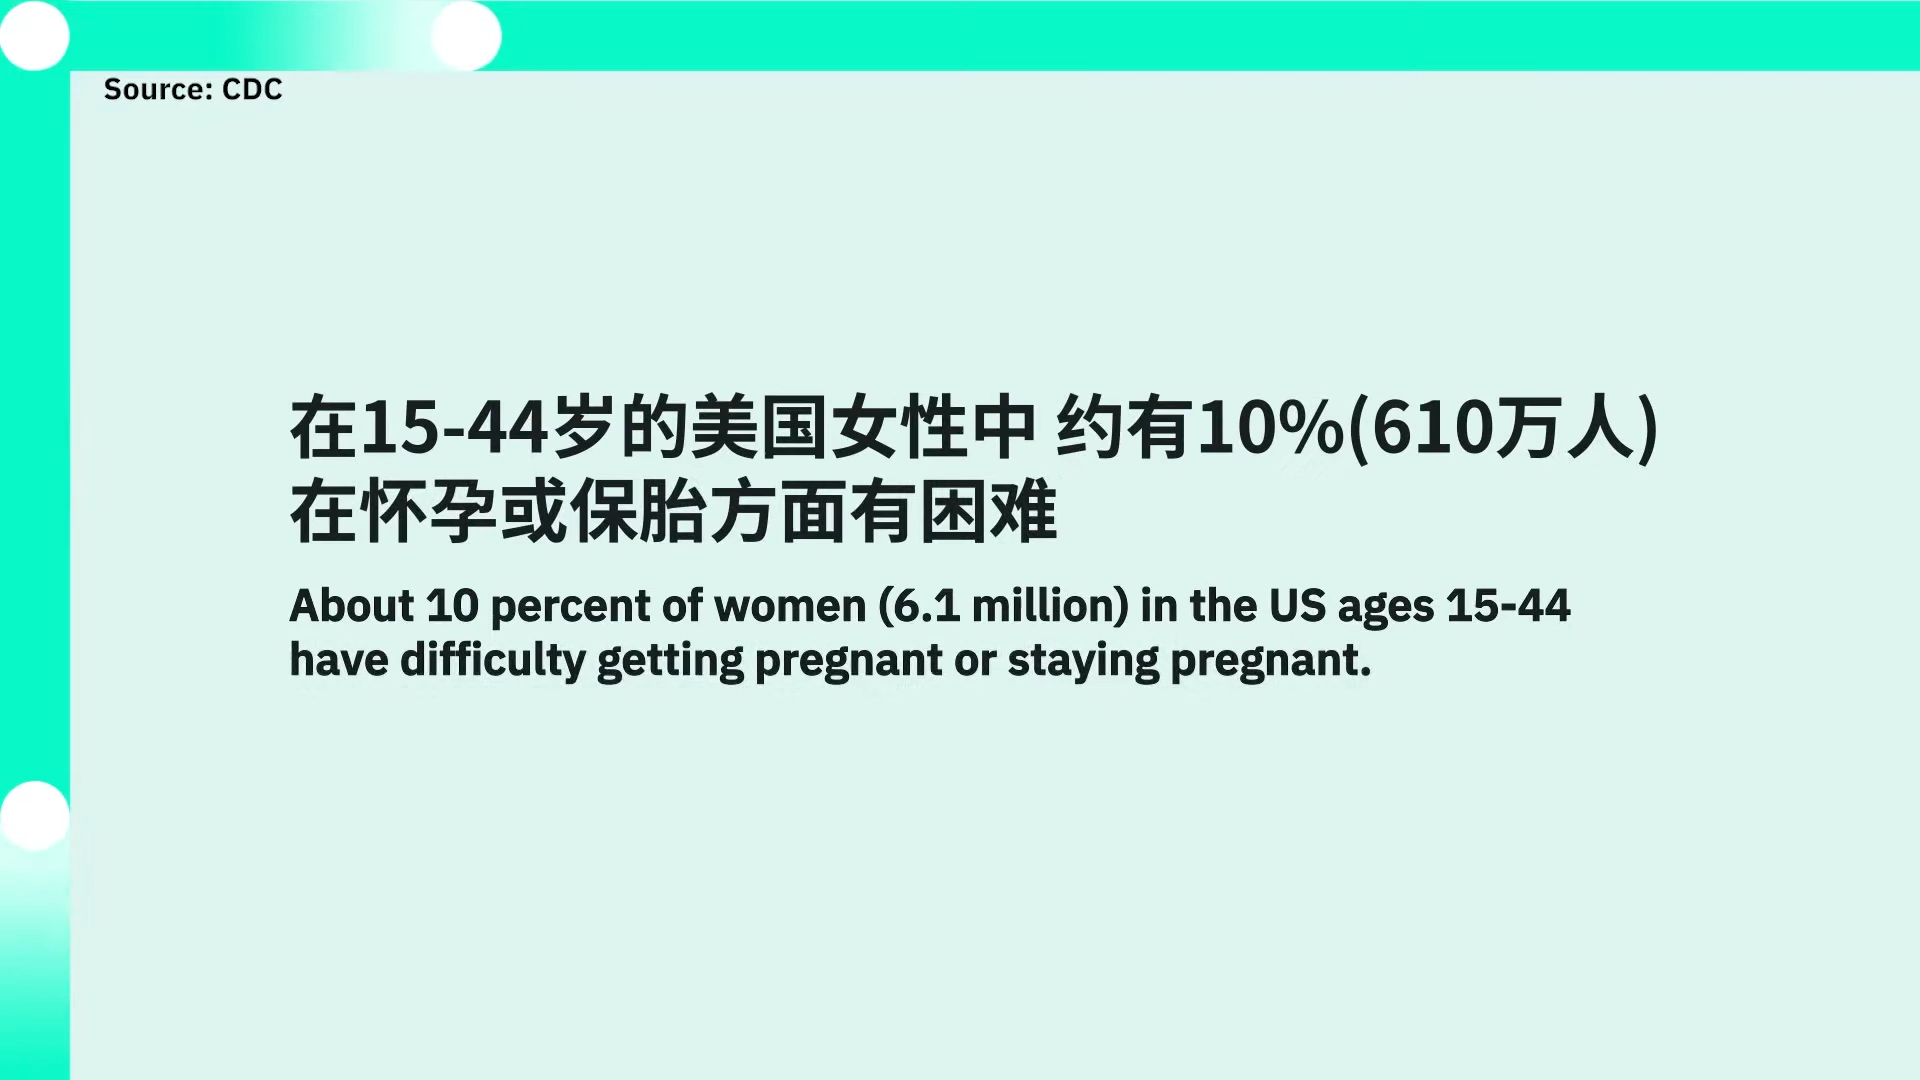 Source: CDC
在15-44岁的美国女性中 约有10%(610万人)
在怀孕或保胎方面有困难
About 10 percent of women (6.1 million) in the US ages 15-44
have difficulty getting pregnant or staying pregnant.